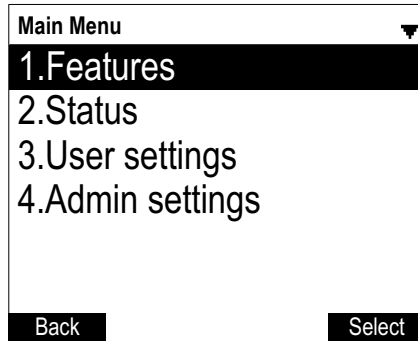 Main Menu
1.Features
2.Status
3.User settings
4.Admin settings
Back Select